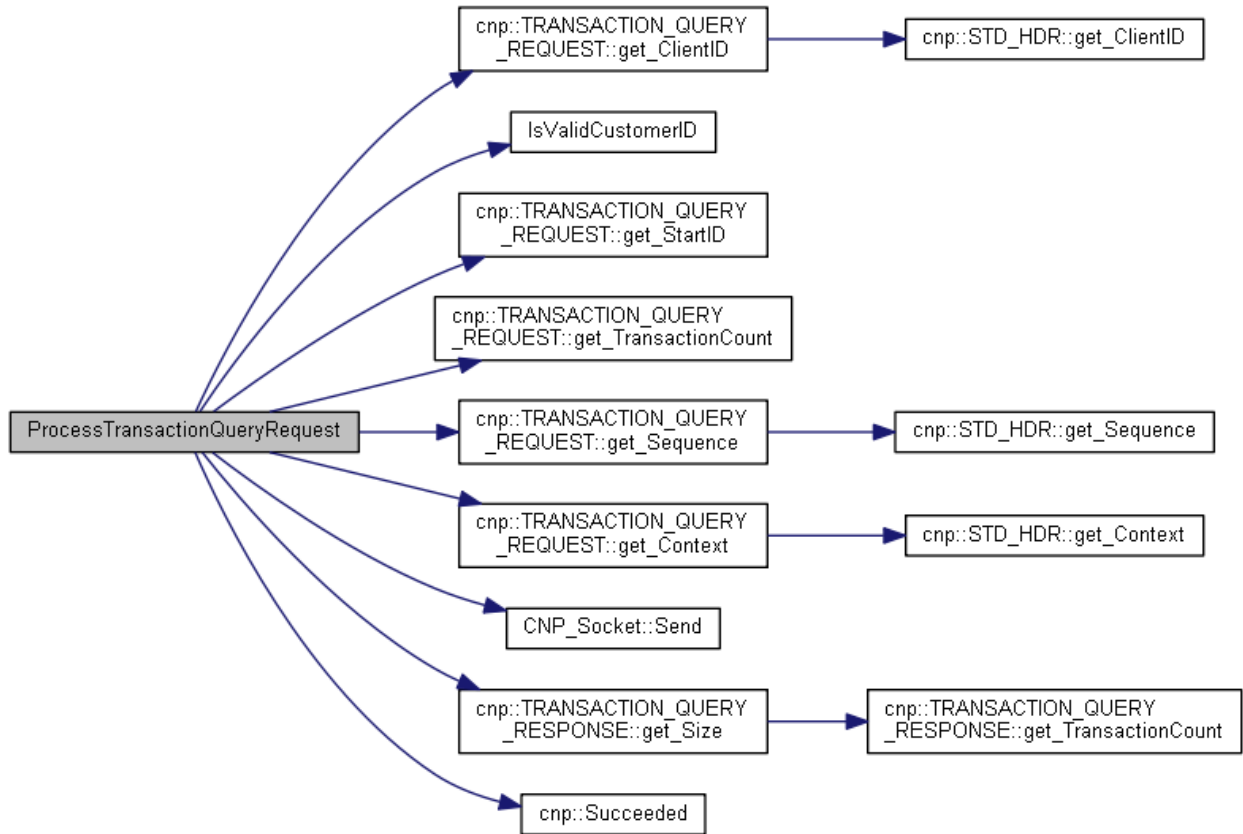 cnp::TRANSACTION_QUERY
_REQUEST::get_ClientID
cnp::STD_HDR::get_ClientID
IsValidCustomerID
cnp::TRANSACTION_QUERY
_REQUEST::get_StartID
cnp::TRANSACTION_QUERY
_REQUEST::get_TransactionCount
ProcessTransactionQueryRequest
cnp::TRANSACTION_QUERY
_REQUEST::get_Sequence
cnp::STD_HDR::get_Sequence
cnp::TRANSACTION_QUERY
_REQUEST::get_Context
cnp::STD_HDR::get_Context
CNP_Socket::Send
cnp::TRANSACTION_QUERY
_RESPONSE::get_Size
cnp::TRANSACTION_QUERY
_RESPONSE::get_TransactionCount
cnp::Succeeded